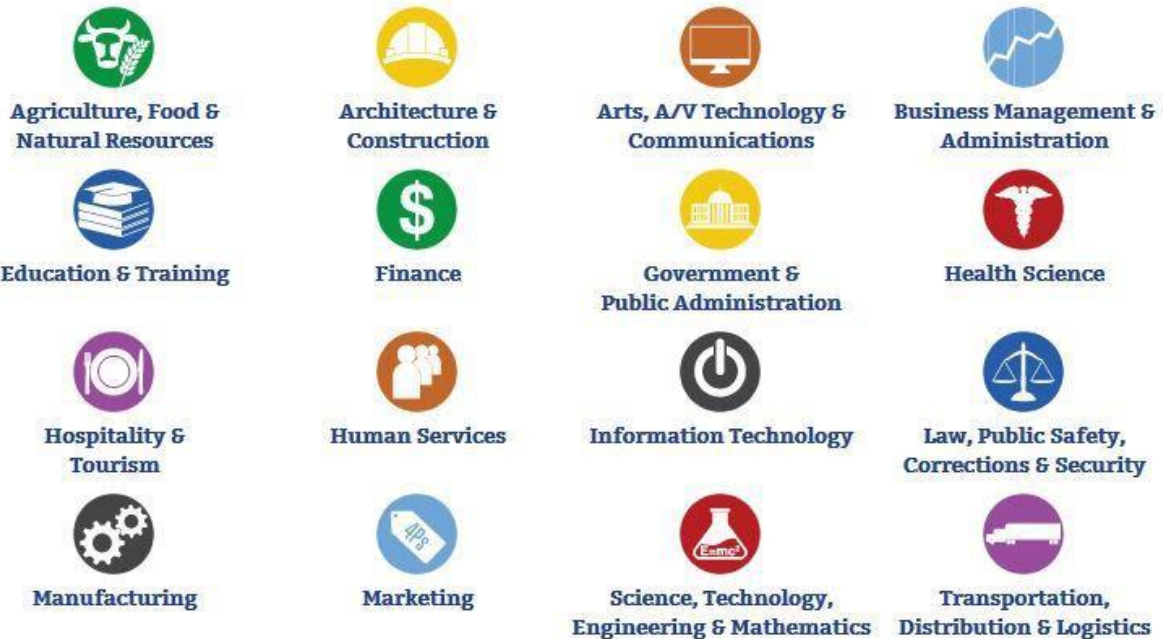 Agriculture, Food &
Natural Resources
Architecture &
Construction
Arts, A/V Technology &
Communications
Business Management &
Administration
Education & Training
$
Finance
Government &
Public Administration
Health Science
Hospitality &
Tourism
Human Services
Information Technology
Law, Public Safety,
Corrections & Security
Manufacturing
4Ps
Marketing
E=mc²
Science, Technology,
Engineering & Mathematics
Transportation,
Distribution & Logistics